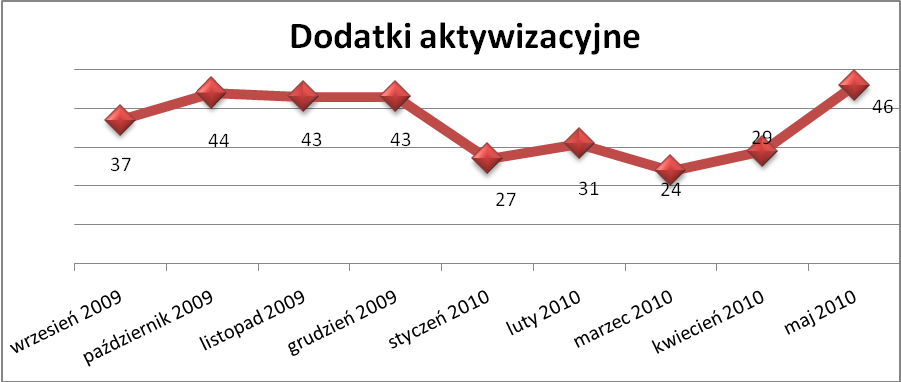 Dodatki aktywizacyjne
37
44
43
43
27
31
24
29
46
wrzesień 2009
październik 2009
listopad 2009
grudzień 2009
styczeń 2010
luty 2010
marzec 2010
kwiecień 2010
maj 2010